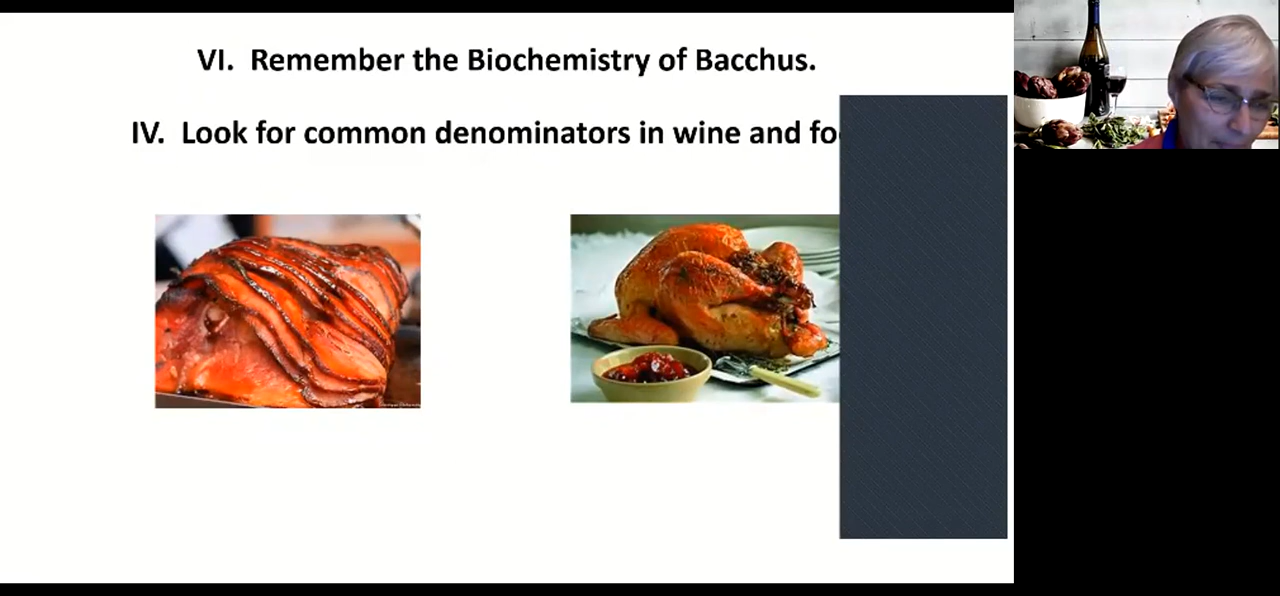 VI. Remember the Biochemistry of Bacchus.
IV. Look for common denominators in wine and fo